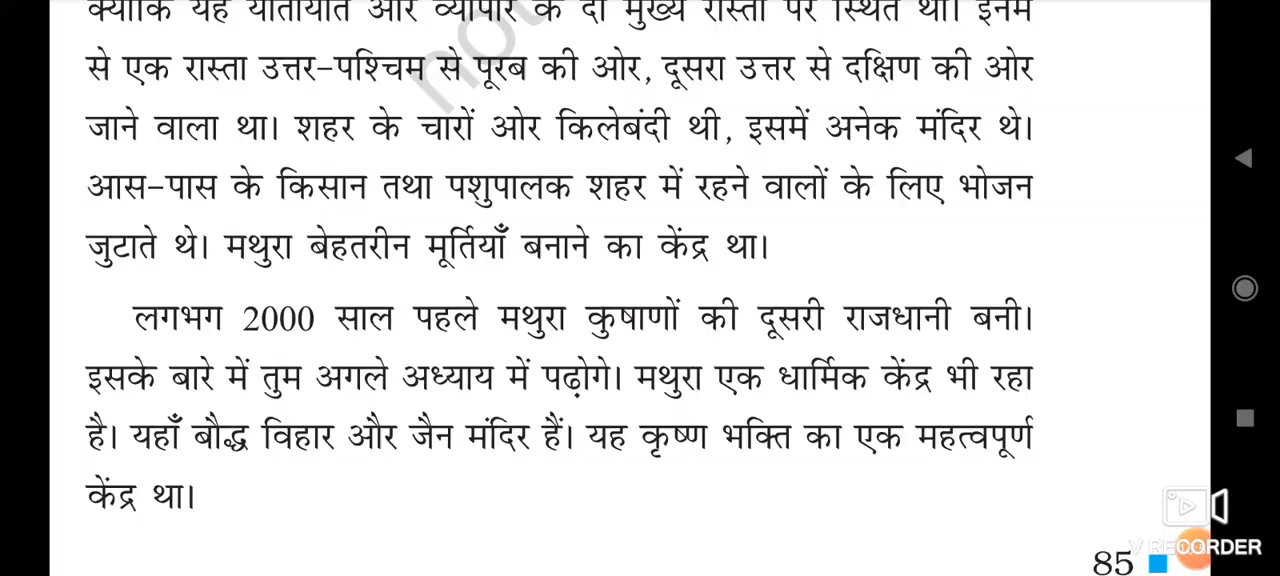 क्योंकि यह यातायात और व्यापार के दो मुख्य रास्तों पर स्थित था। इनमें
से एक रास्ता उत्तर-पश्चिम से पूरब की ओर, दूसरा उत्तर से दक्षिण की ओर
जाने वाला था। शहर के चारों ओर किलेबंदी थी, इसमें अनेक मंदिर थे।
आस-पास के किसान तथा पशुपालक शहर में रहने वालों के लिए भोजन
जुटाते थे। मथुरा बेहतरीन मूर्तियाँ बनाने का केंद्र था।
लगभग 2000 साल पहले मथुरा कुषाणों की दूसरी राजधानी बनी।
इसके बारे में तुम अगले अध्याय में पढ़ोगे। मथुरा एक धार्मिक केंद्र भी रहा
है। यहाँ बौद्ध विहार और जैन मंदिर हैं। यह कृष्ण भक्ति का एक महत्वपूर्ण
केंद्र था।
85
not
V RECORDER